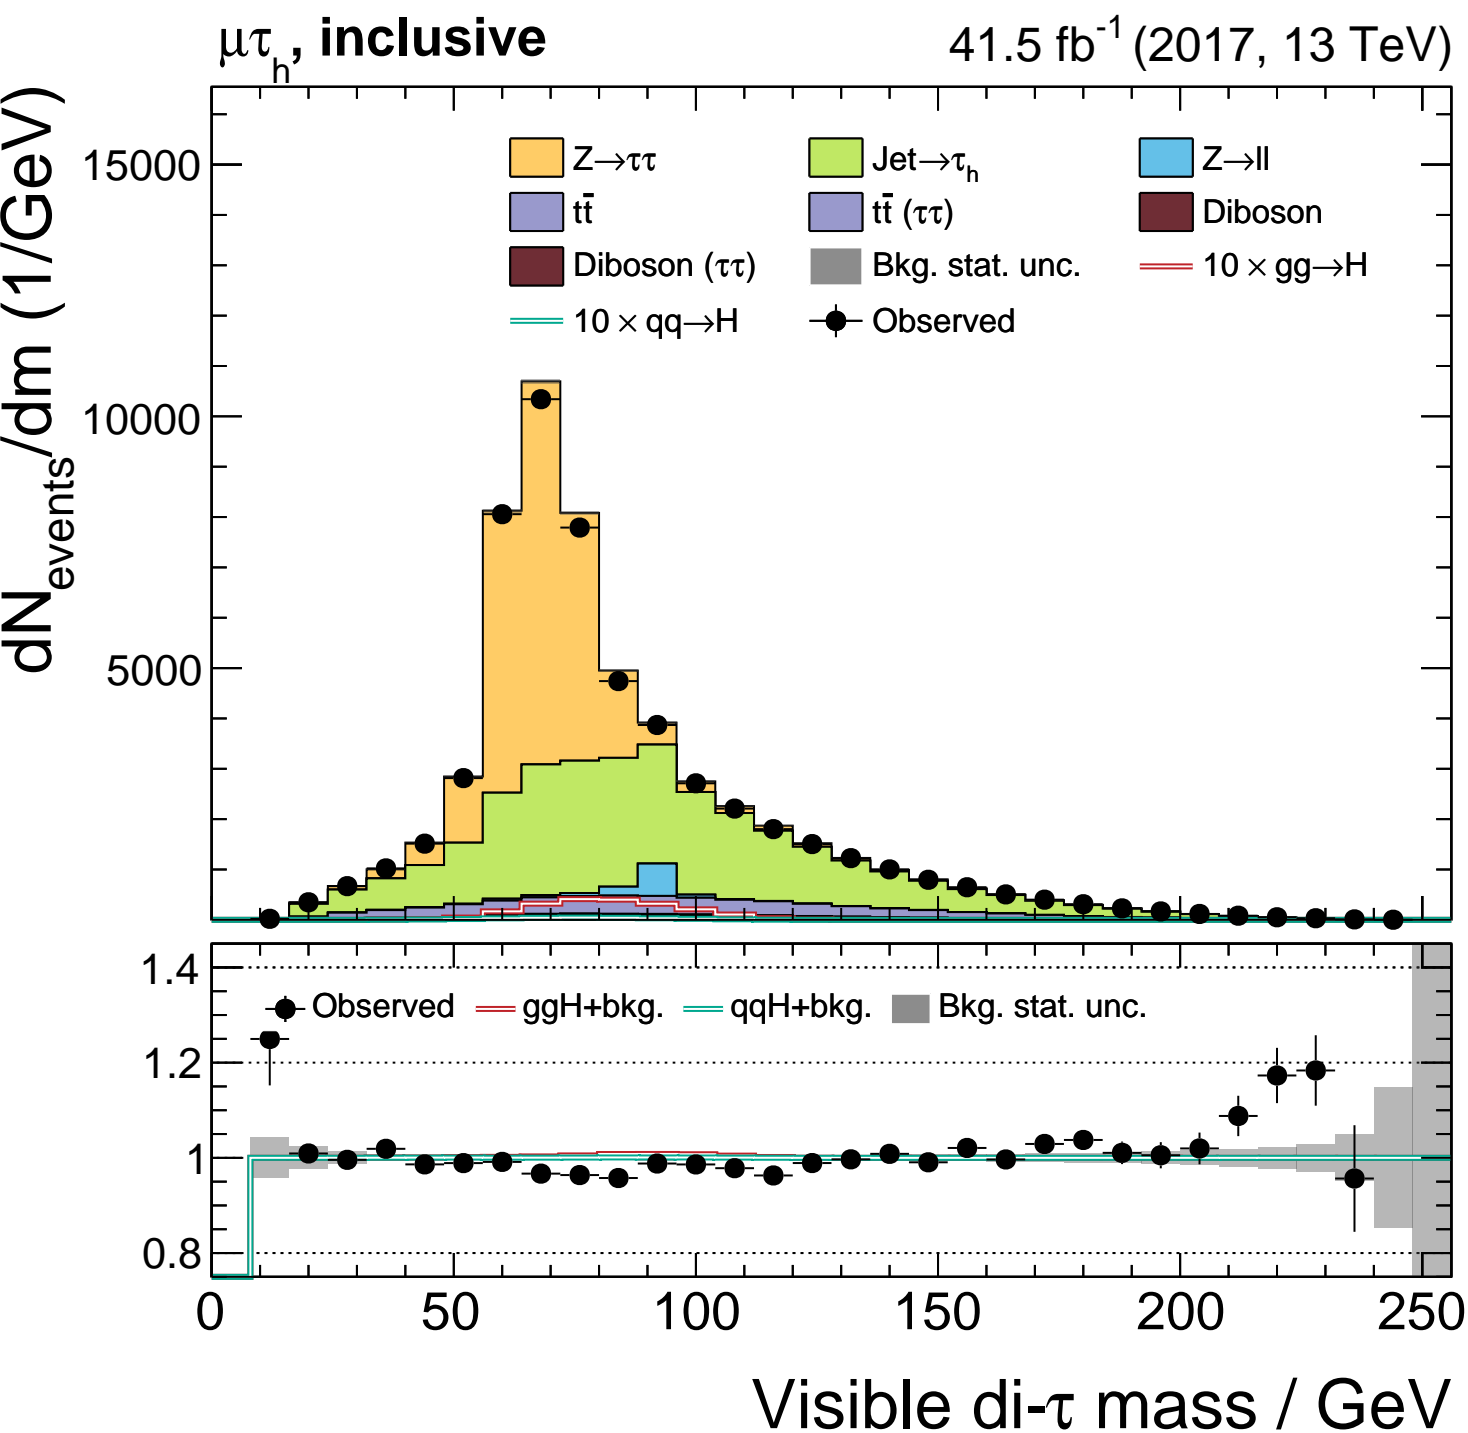 μτh, inclusive
41.5 fb-1 (2017, 13 TeV)
dNevents/dm (1/GeV)
15000
10000
5000
Z→ττ
Jet→τh
Z→ll
tt̄
tt̄ (ττ)
Diboson
Diboson (ττ)
Bkg. stat. unc.
10 × gg→H
10 × qq→H
Observed
1.4
1.2
1
0.8
Observed
ggH+bkg.
qqH+bkg.
Bkg. stat. unc.
0 50 100 150 200 250
Visible di-τ mass / GeV